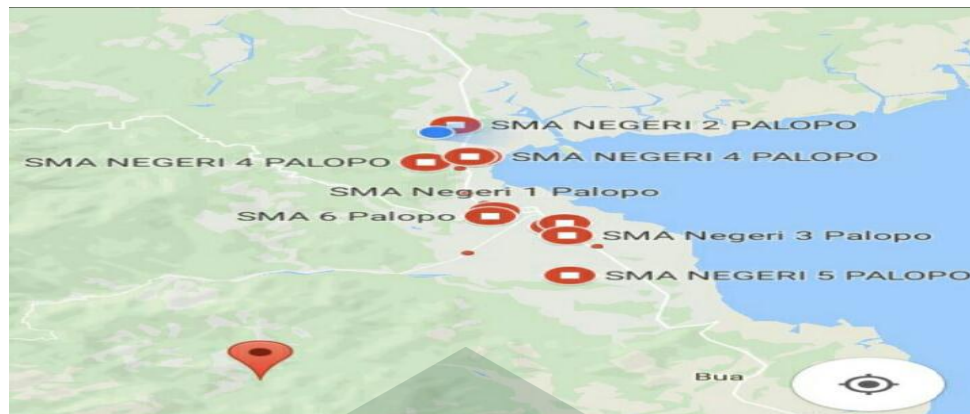 SMA NEGERI 2 PALOPO
SMA NEGERI 4 PALOPO
SMA NEGERI 4 PALOPO
SMA Negeri 1 Palopo
SMA 6 Palopo
SMA Negeri 3 Palopo
SMA NEGERI 5 PALOPO
Bua